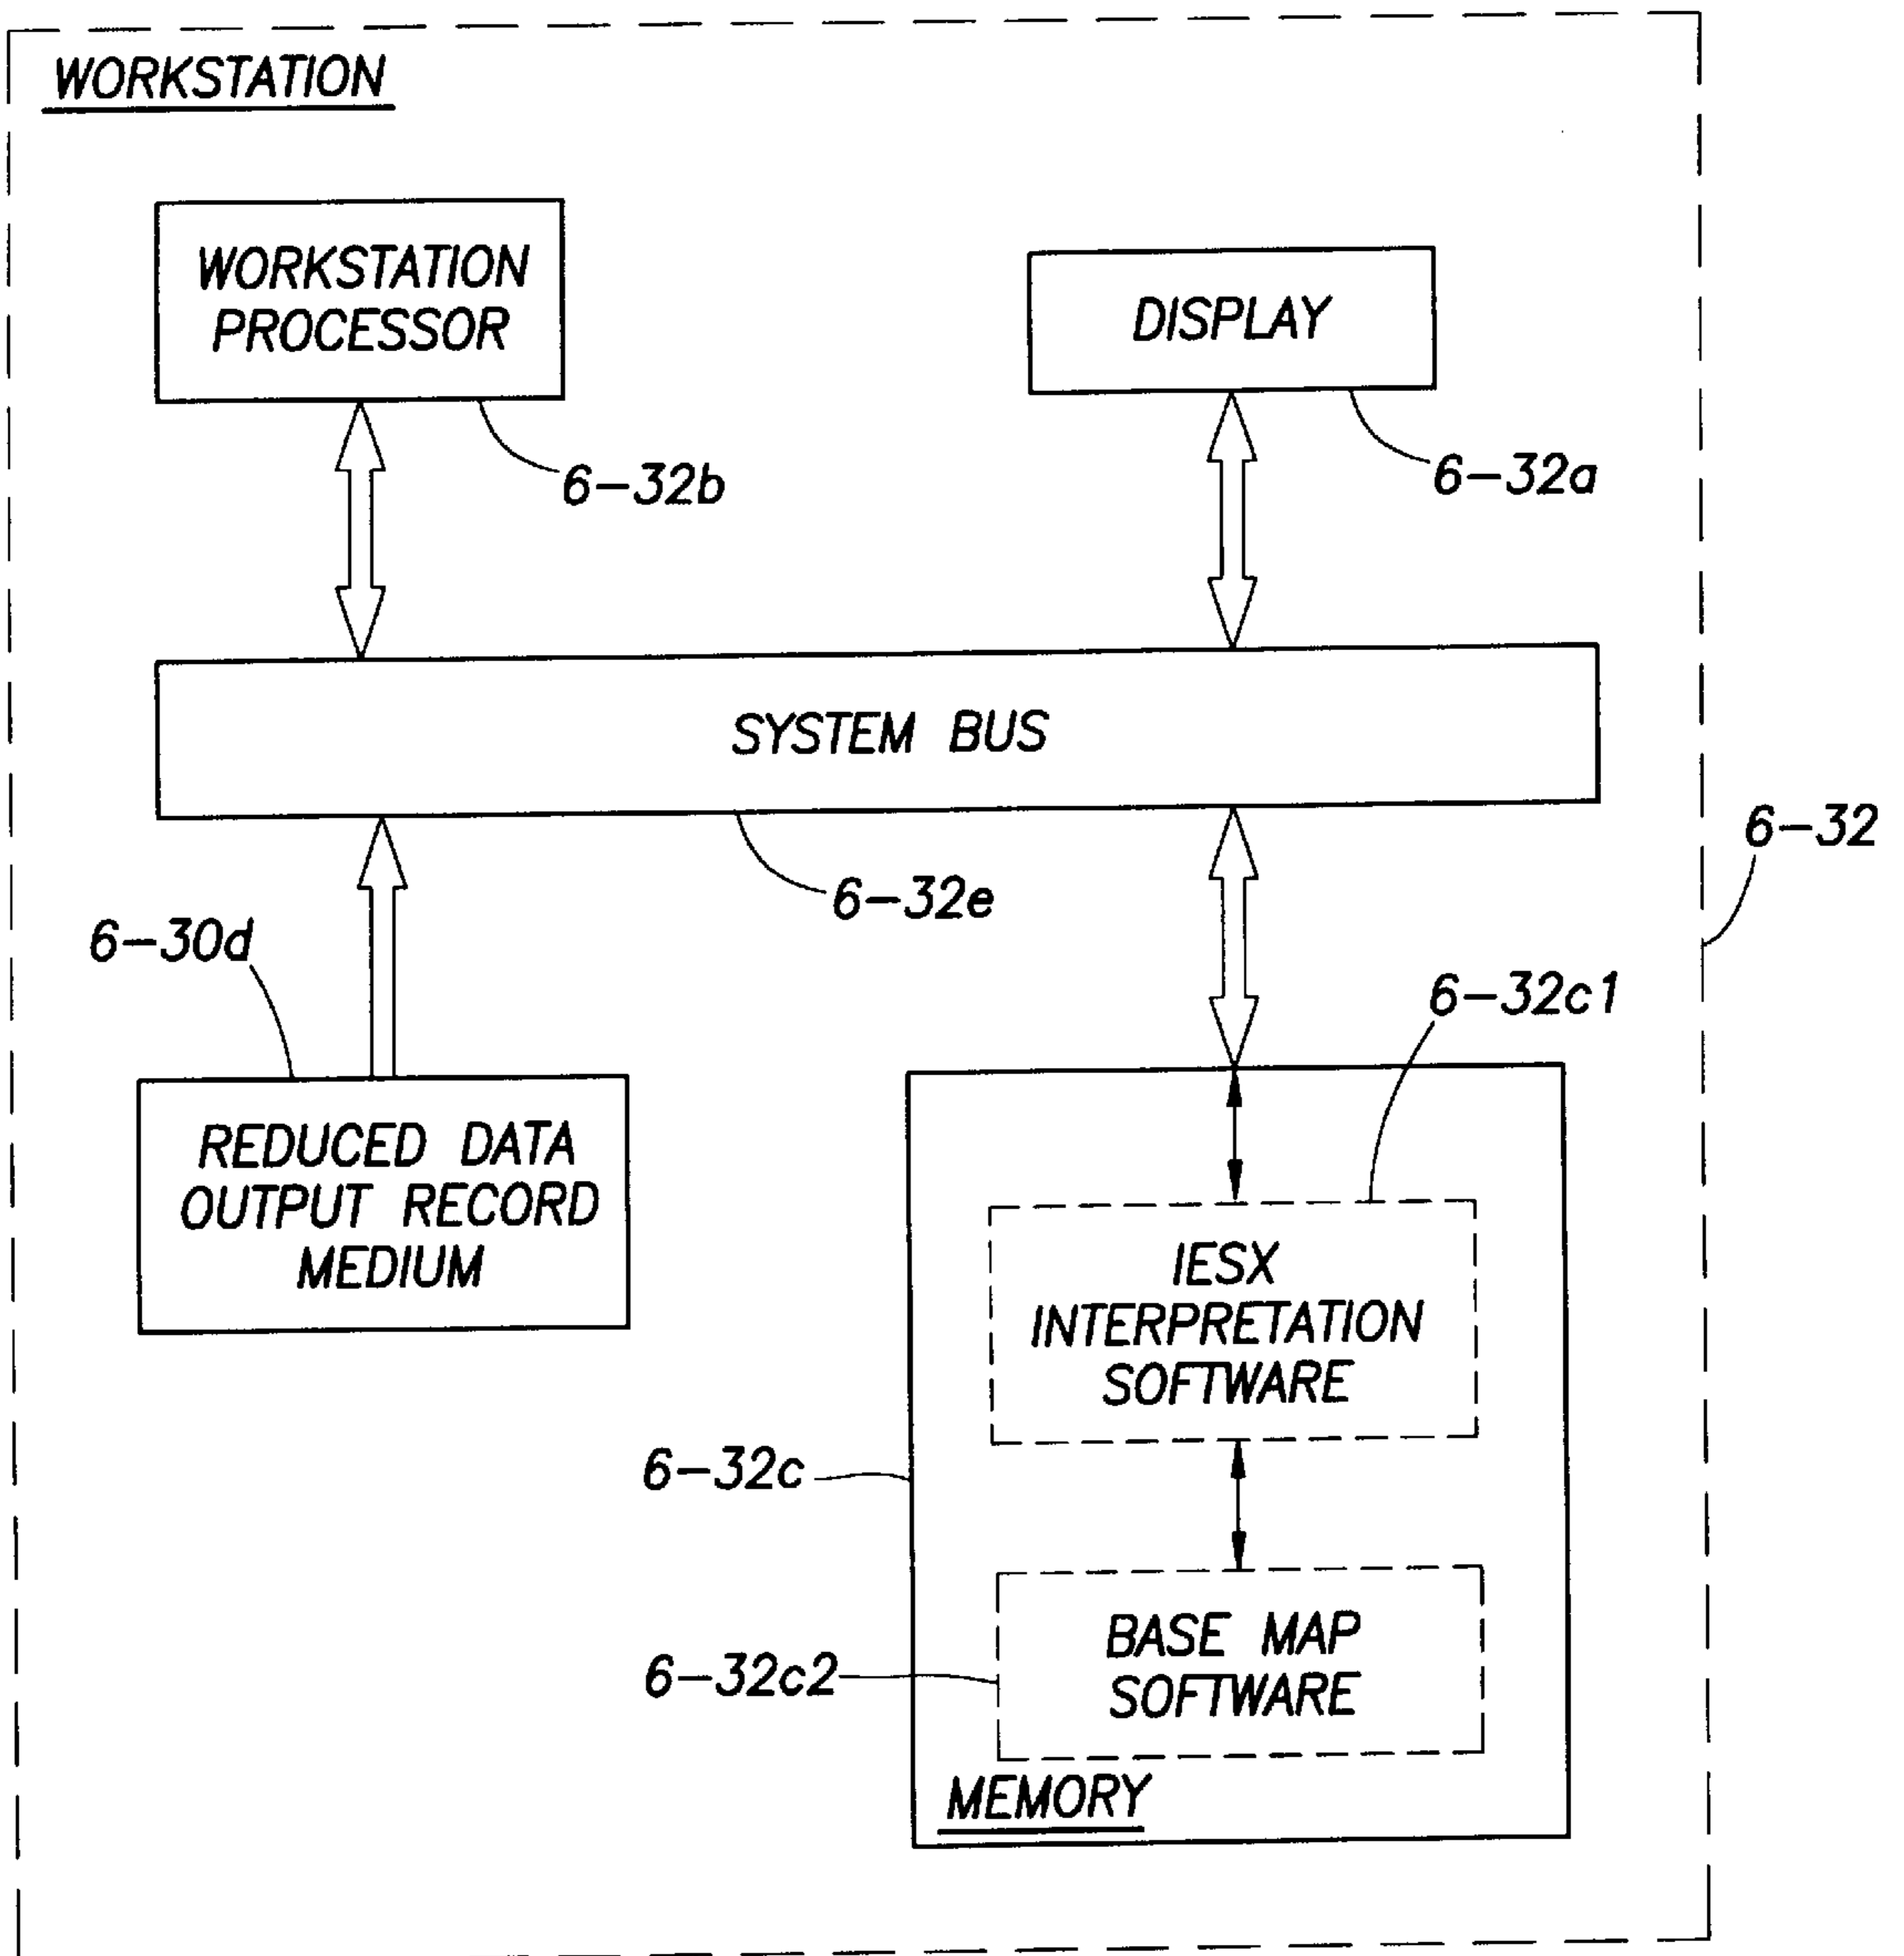 WORKSTATION
WORKSTATION
PROCESSOR
DISPLAY
6-32b
6-32a
SYSTEM BUS
6-32
6-32e
6-30d
6-32c1
REDUCED DATA
OUTPUT RECORD
MEDIUM
IESX
INTERPRETATION
SOFTWARE
6-32c
BASE MAP
SOFTWARE
6-32c2
MEMORY